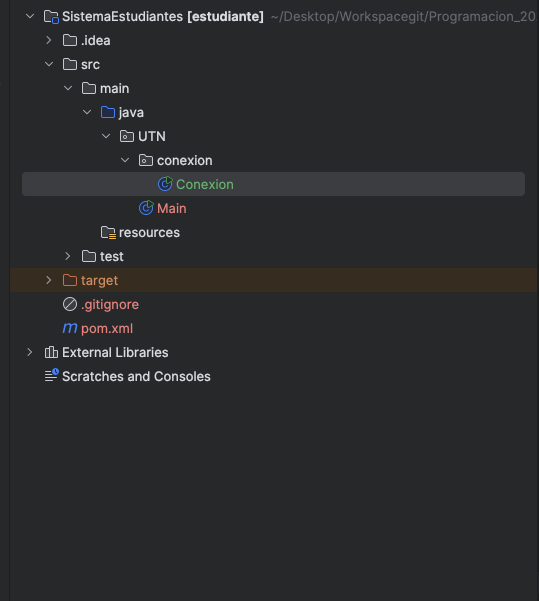 SistemaEstudiantes [estudiante] ~/Desktop/Workspacegit/Programacion_20
.idea
src
main
java
UTN
conexion
Conexion
Main
resources
test
target
.gitignore
pom.xml
External Libraries
Scratches and Consoles